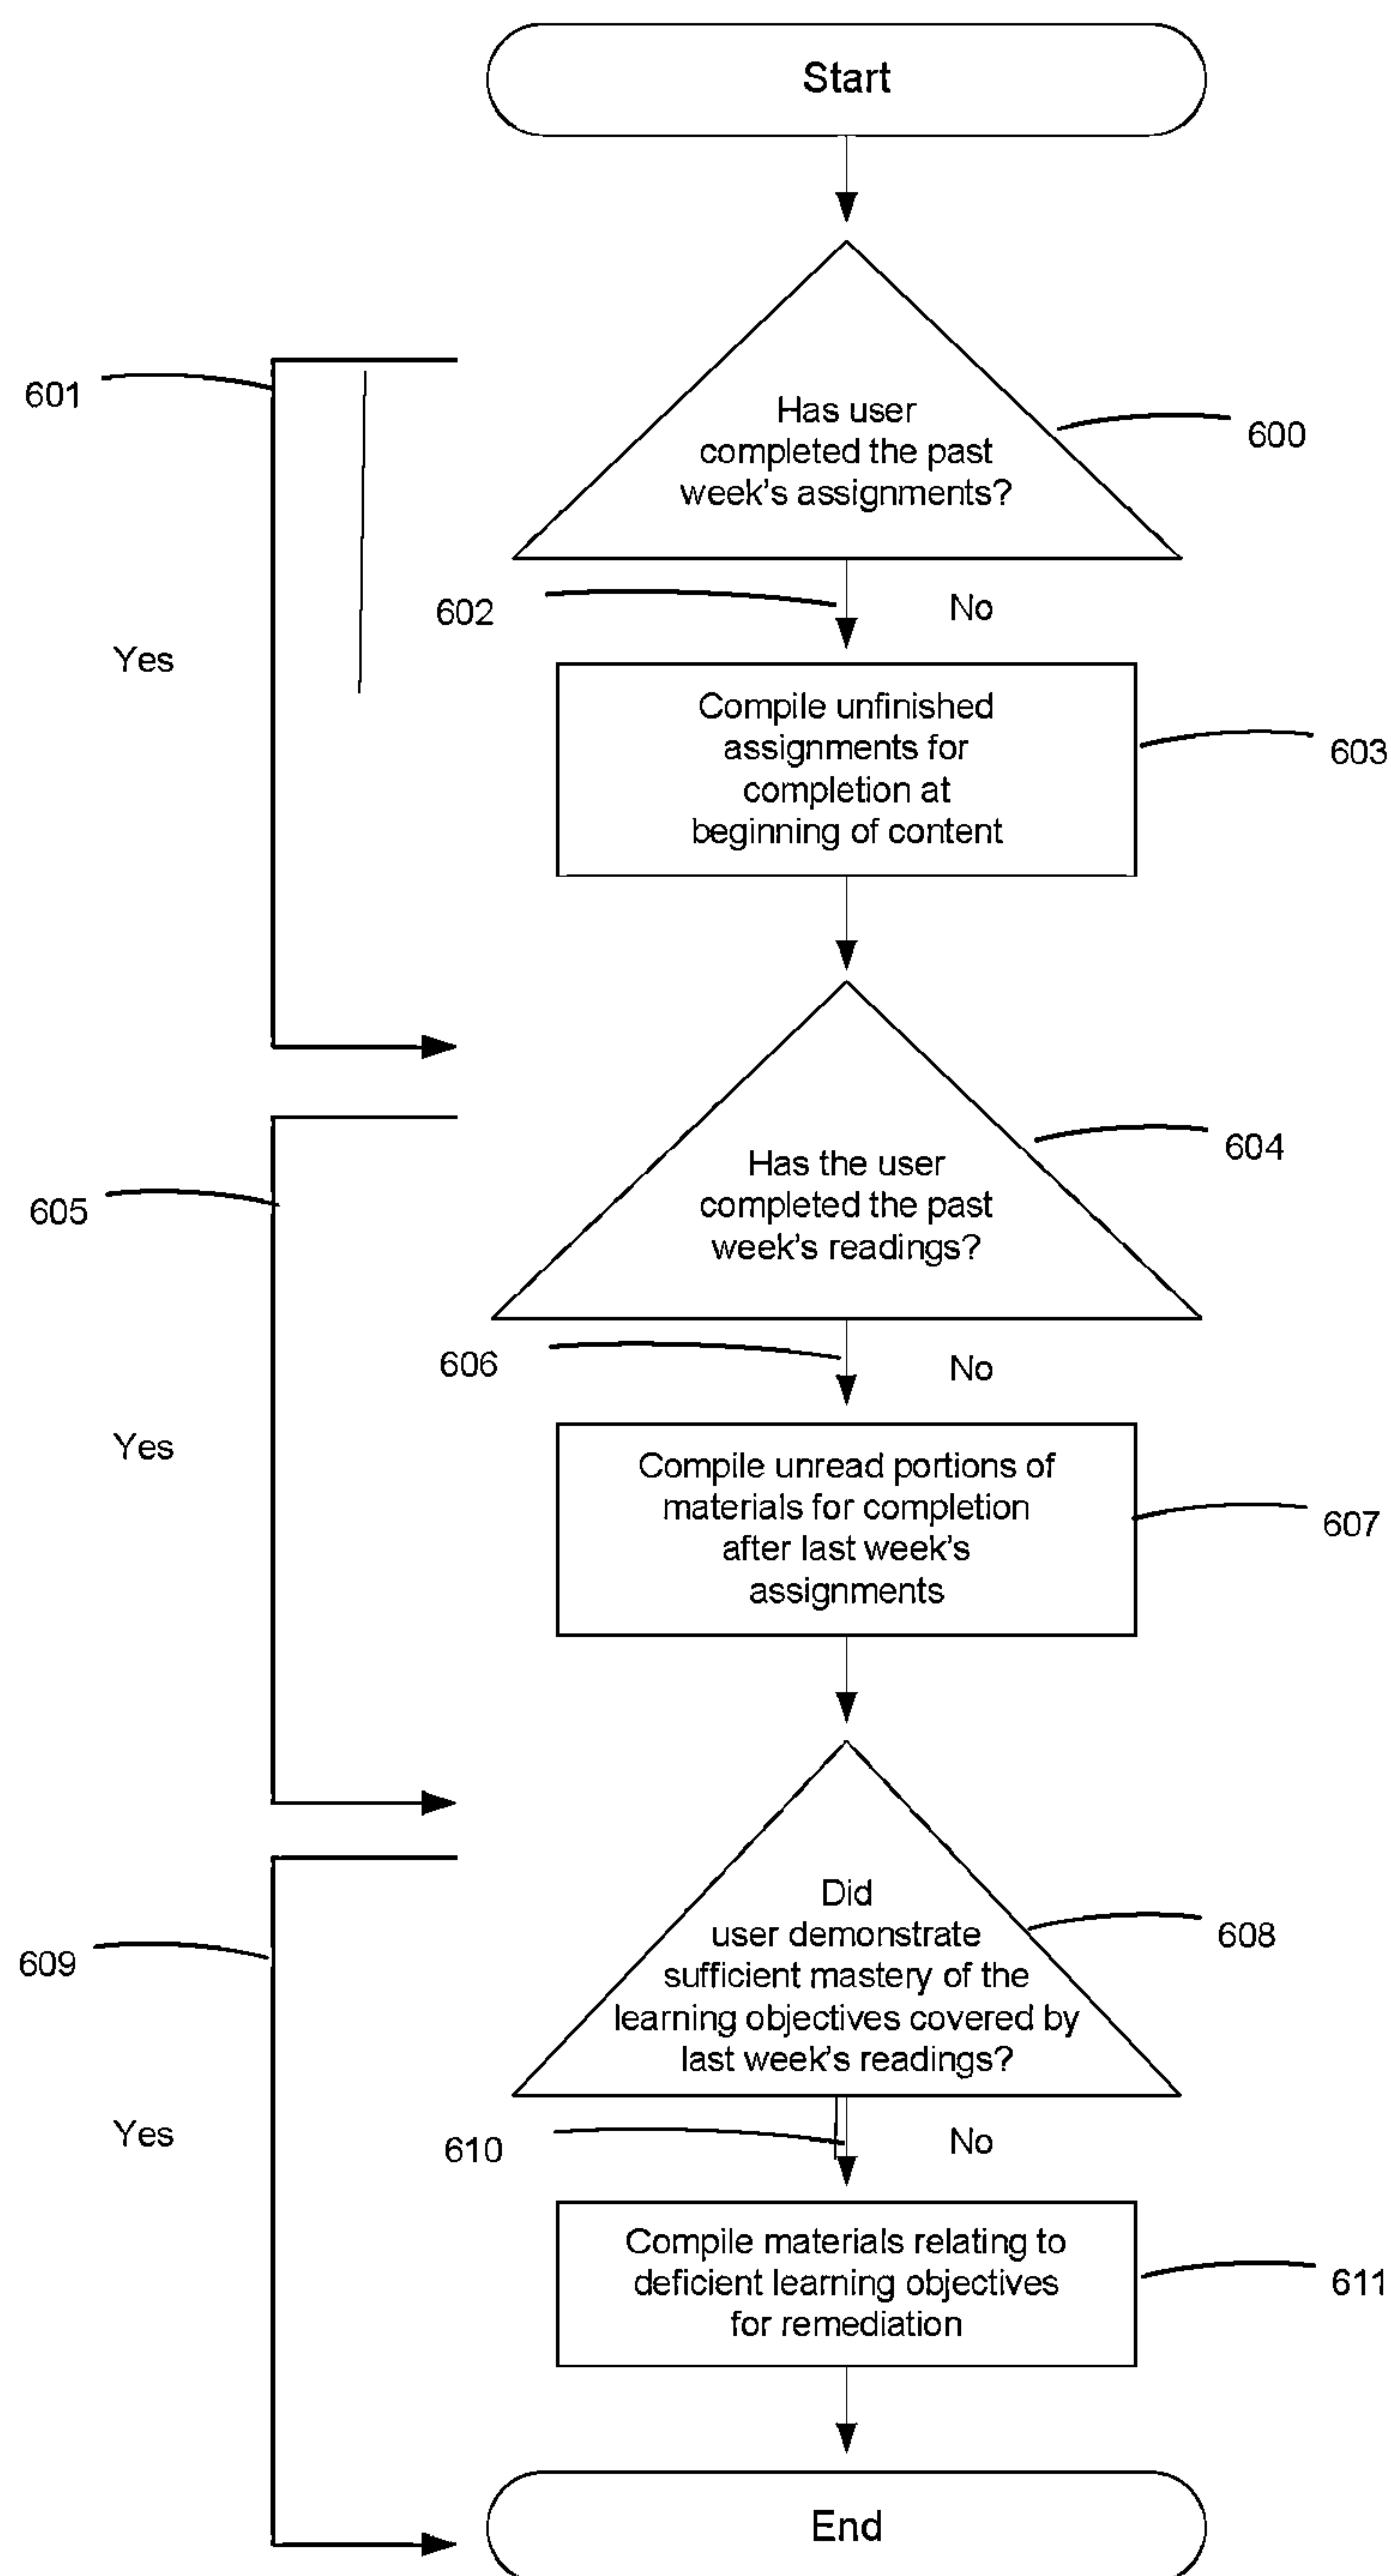 Start
Has user
completed the past
week's assignments?
600
601
602
No
Yes
Compile unfinished
assignments for
completion at
beginning of content
603
Has the user
completed the past
week's readings?
604
605
606
No
Yes
Compile unread portions of
materials for completion
after last week's
assignments
607
Did
user demonstrate
sufficient mastery of the
learning objectives covered by
last week's readings?
608
609
610
No
Yes
Compile materials relating to
deficient learning objectives
for remediation
611
End